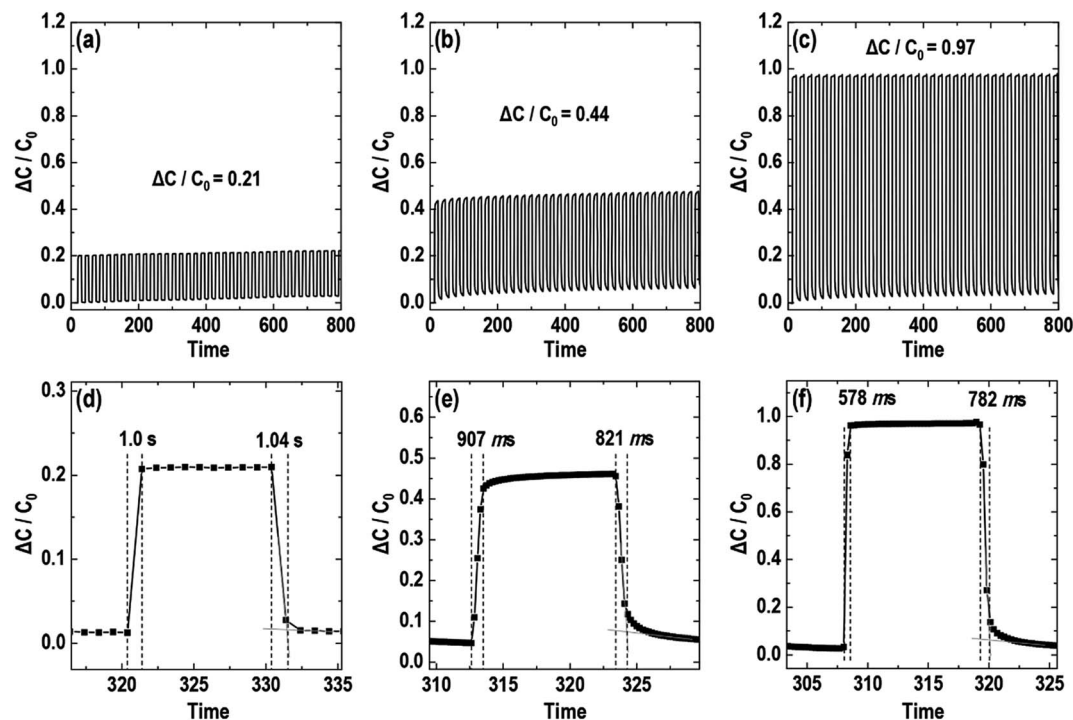 (a)
ΔC / C₀ = 0.21
ΔC / C₀
1.2
1.0
0.8
0.6
0.4
0.2
0.0
0 200 400 600 800
Time
(b)
ΔC / C₀ = 0.44
ΔC / C₀
1.2
1.0
0.8
0.6
0.4
0.2
0.0
0 200 400 600 800
Time
(c)
ΔC / C₀ = 0.97
ΔC / C₀
1.2
1.0
0.8
0.6
0.4
0.2
0.0
0 200 400 600 800
Time
(d)
1.0 s 1.04 s
ΔC / C₀
0.3
0.2
0.1
0.0
320 325 330 335
Time
(e)
907 ms 821 ms
ΔC / C₀
0.6
0.5
0.4
0.3
0.2
0.1
0.0
310 315 320 325
Time
(f)
578 ms 782 ms
ΔC / C₀
1.0
0.8
0.6
0.4
0.2
0.0
305 310 315 320 325
Time